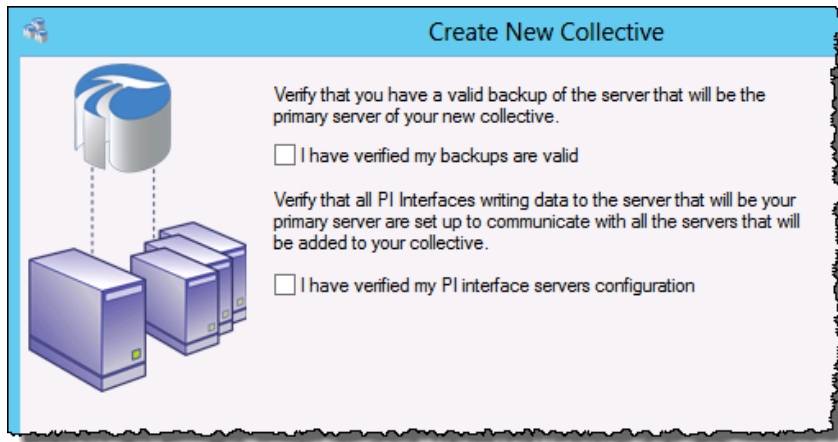 Create New Collective
Verify that you have a valid backup of the server that will be the
primary server of your new collective.
I have verified my backups are valid
Verify that all PI Interfaces writing data to the server that will be your
primary server are set up to communicate with all the servers that will
be added to your collective.
I have verified my PI interface servers configuration